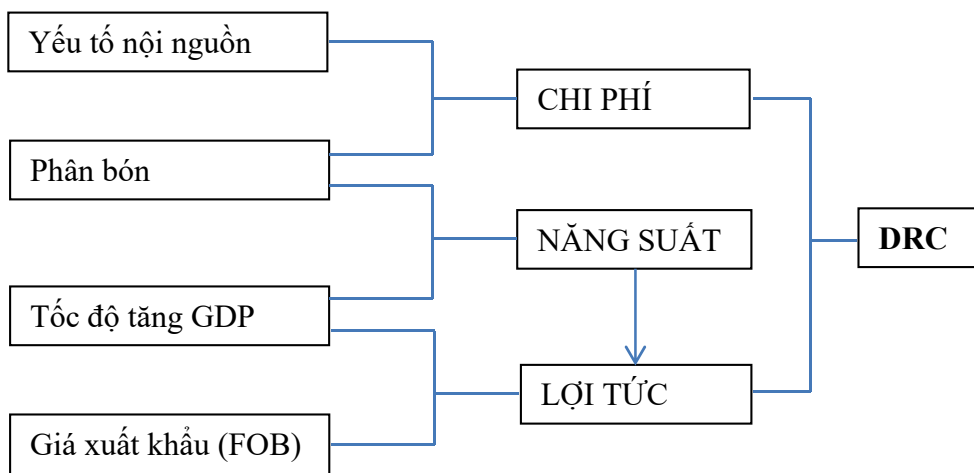 Yếu tố nội nguồn
CHI PHÍ
Phân bón
NĂNG SUẤT
DRC
Tốc độ tăng GDP
LỢI TỨC
Giá xuất khẩu (FOB)